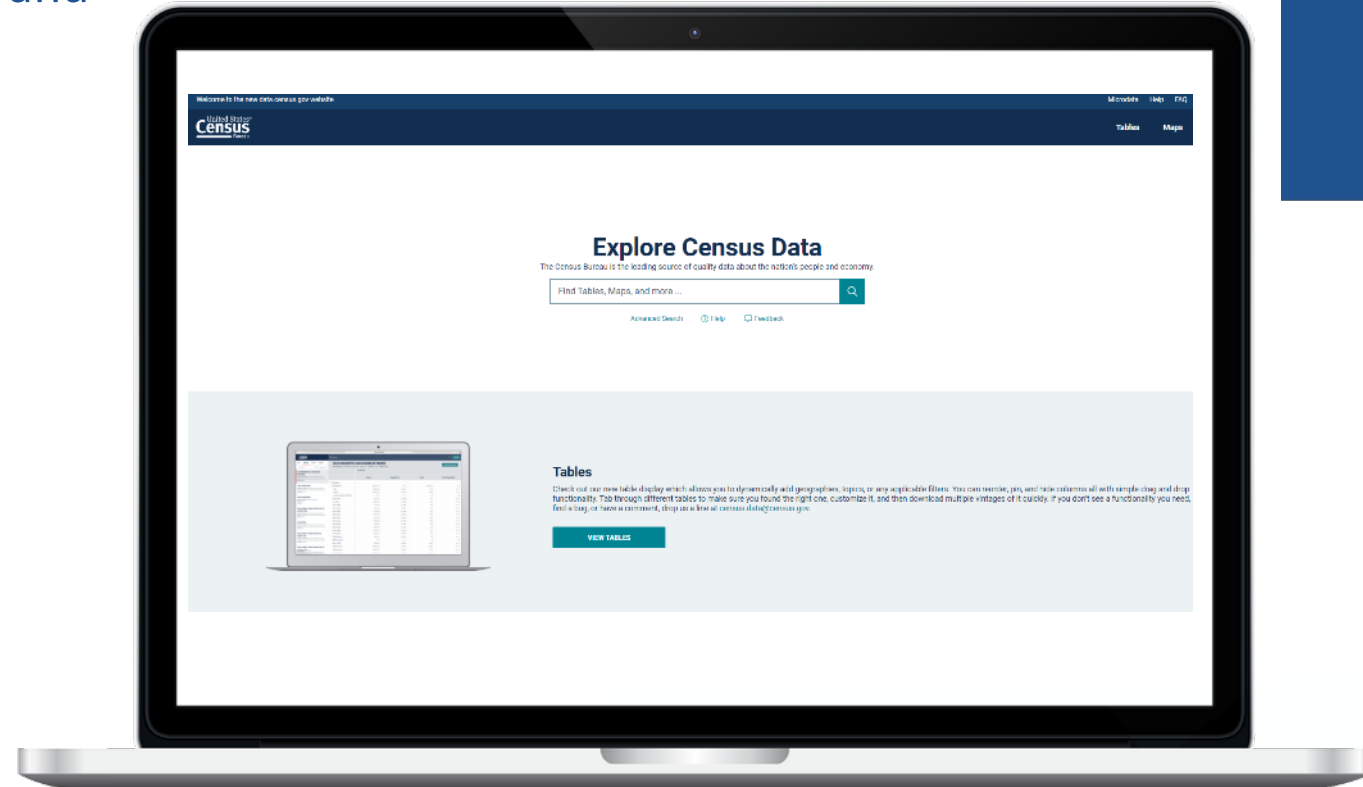 Welcome to the new data.census.gov website
Microdata Help FAQ
United States®
Census
Bureau
Tables Maps
Explore Census Data
The Census Bureau is the leading source of quality data about the nation's people and economy.
Find Tables, Maps, and more ...
Advanced Search Help Feedback
Tables
Check out our new table display which allows you to dynamically add geographies, topics, or any applicable filters. You can reorder, pin, and hide columns all with simple drag and drop
functionality. Tab through different tables to make sure you found the right one, customize it, and then download multiple vintages of it quickly. If you don't see a functionality you need,
find a bug, or have a comment, drop us a line at census.data@census.gov.
VIEW TABLES